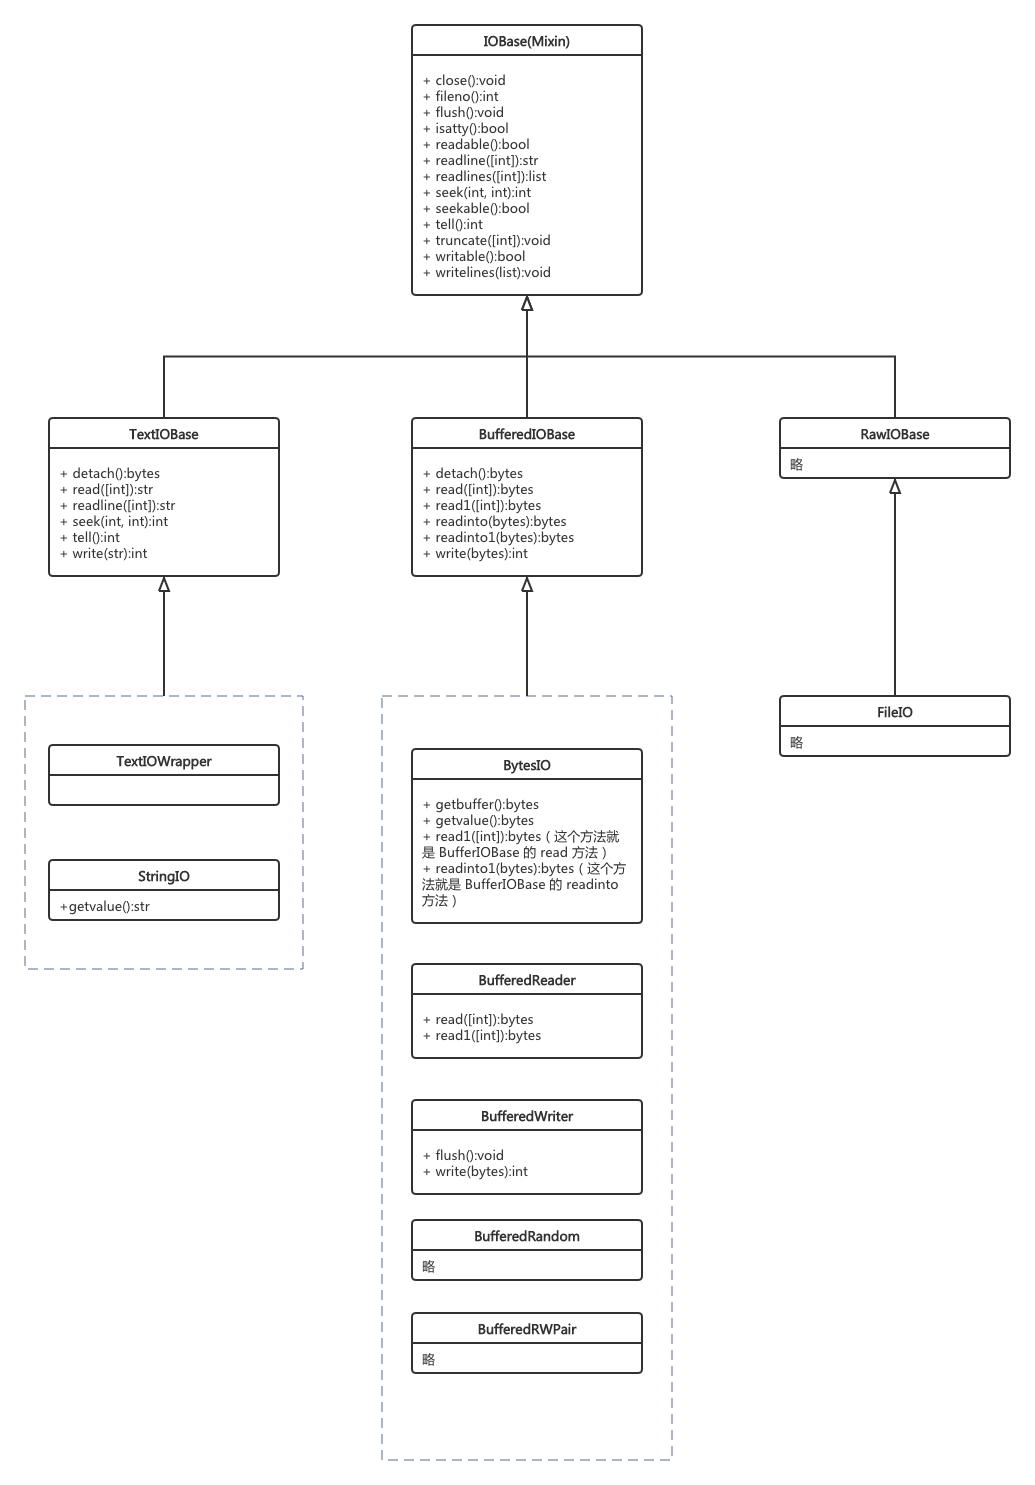 IOBase(Mixin)
+ close():void
+ fileno():int
+ flush():void
+ isatty():bool
+ readable():bool
+ readline([int]):str
+ readlines([int]):list
+ seek(int, int):int
+ seekable():bool
+ tell():int
+ truncate([int]):void
+ writable():bool
+ writelines(list):void
TextIOBase
+ detach():bytes
+ read([int]):str
+ readline([int]):str
+ seek(int, int):int
+ tell():int
+ write(str):int
BufferedIOBase
+ detach():bytes
+ read([int]):bytes
+ read1([int]):bytes
+ readinto(bytes):bytes
+ readinto1(bytes):bytes
+ write(bytes):int
RawIOBase
略
TextIOWrapper
StringIO
+getvalue():str
BytesIO
+ getbuffer():bytes
+ getvalue():bytes
+ read1([int]):bytes（这个方法就
是 BufferIOBase 的 read 方法）
+ readinto1(bytes):bytes（这个方
法就是 BufferIOBase 的 readinto
方法）
BufferedReader
+ read([int]):bytes
+ read1([int]):bytes
BufferedWriter
+ flush():void
+ write(bytes):int
BufferedRandom
略
BufferedRWPair
略
FileIO
略